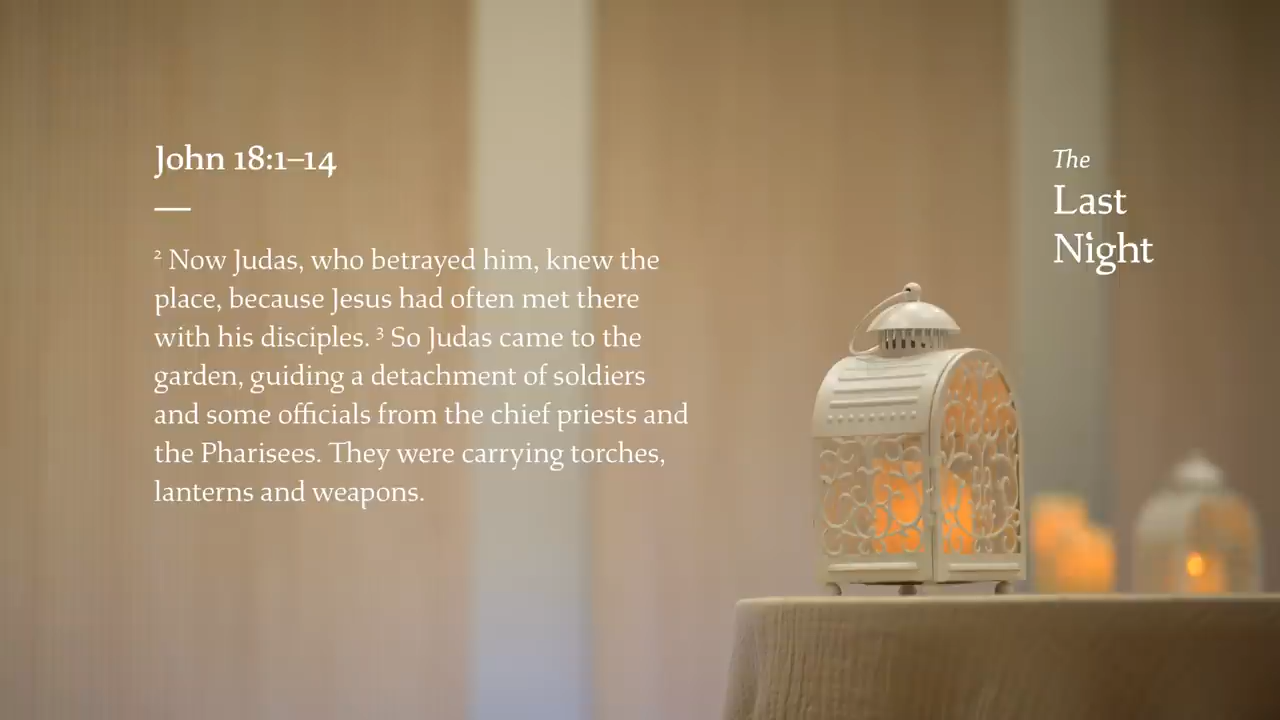 John 18:1–14
² Now Judas, who betrayed him, knew the
place, because Jesus had often met there
with his disciples. ³ So Judas came to the
garden, guiding a detachment of soldiers
and some officials from the chief priests and
the Pharisees. They were carrying torches,
lanterns and weapons.
The
Last
Night